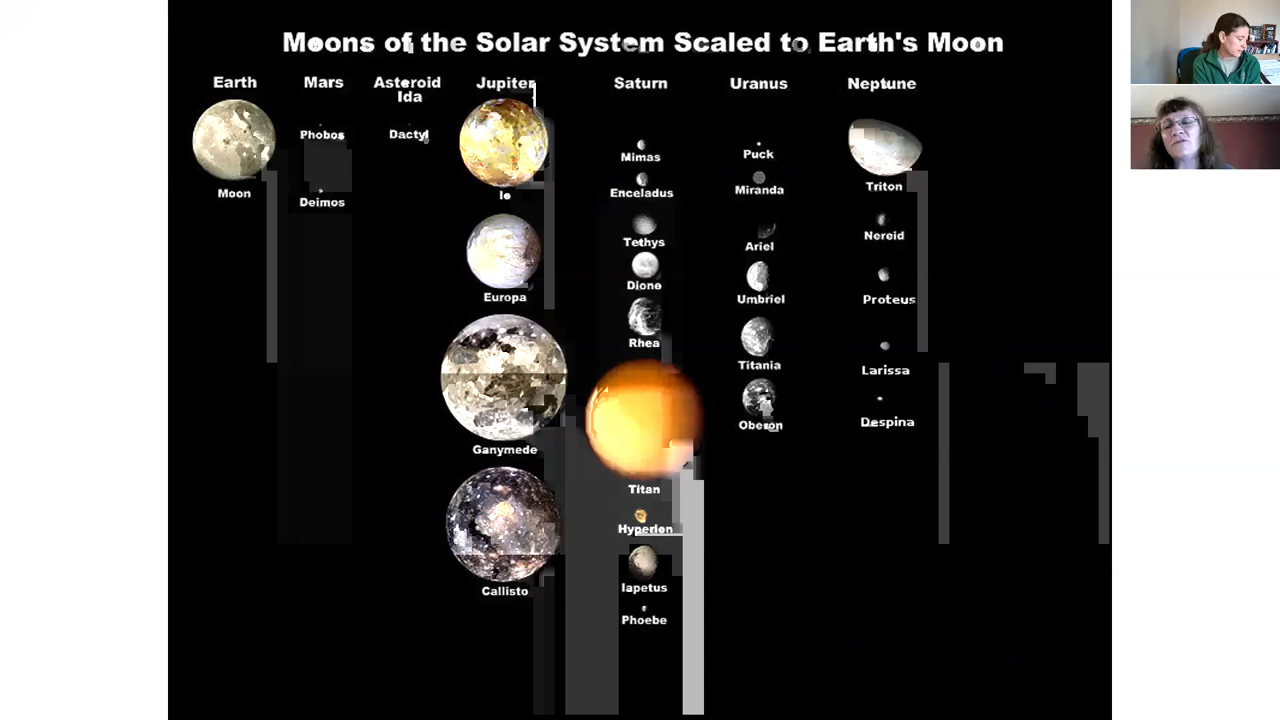 Moons of the Solar System Scaled to Earth's Moon
Earth
Moon
Mars
Phobos
Deimos
Asteroid
Ida
Dactyl
Jupiter
Io
Europa
Ganymede
Callisto
Saturn
Mimas
Enceladus
Tethys
Dione
Rhea
Titan
Hyperion
Iapetus
Phoebe
Uranus
Puck
Miranda
Ariel
Umbriel
Titania
Oberon
Neptune
Triton
Nereid
Proteus
Larissa
Despina